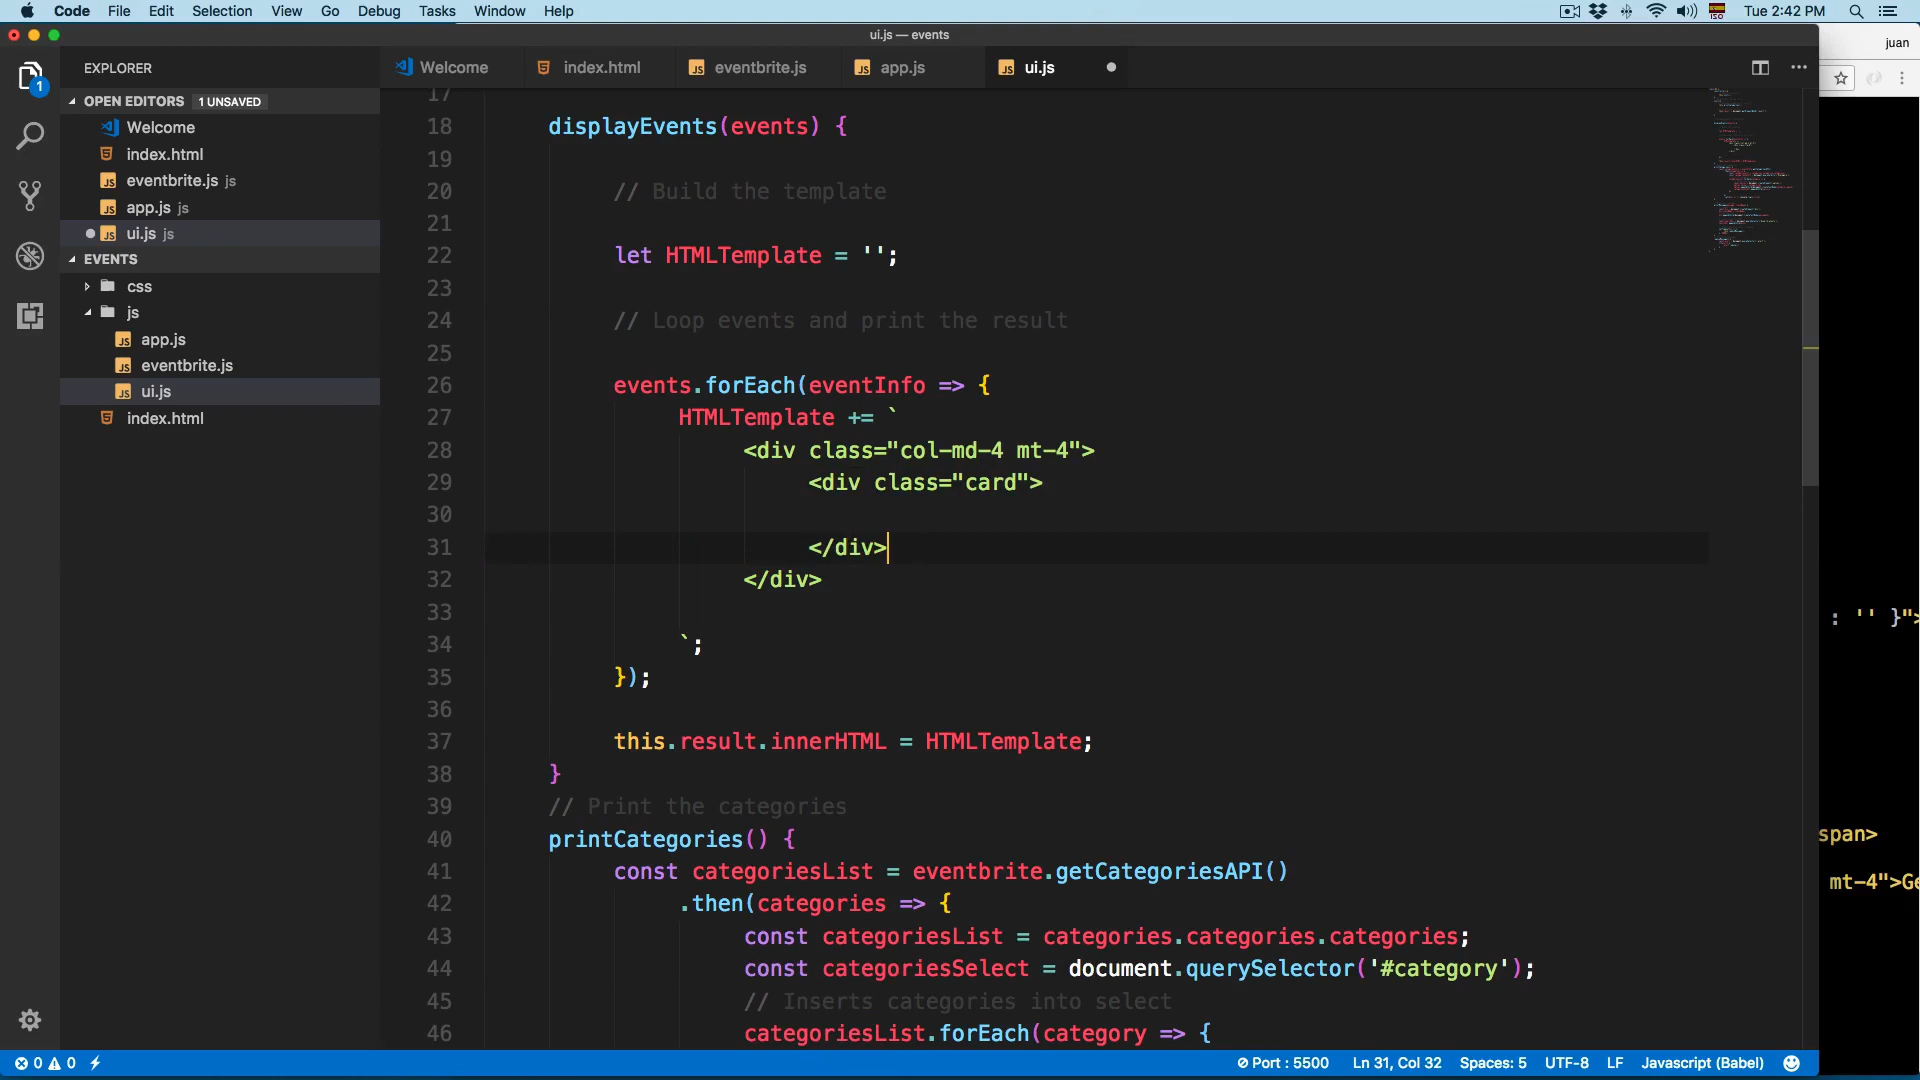 Code File Edit Selection View Go Debug Tasks Window Help
ISO Tue 2:42 PM
ui.js — events
juan
EXPLORER
OPEN EDITORS 1 UNSAVED
Welcome
index.html
eventbrite.js js
app.js js
ui.js js
EVENTS
css
js
app.js
eventbrite.js
ui.js
index.html
1
Welcome index.html eventbrite.js app.js ui.js
17
18 displayEvents(events) {
19
20 // Build the template
21
22 let HTMLTemplate = '';
23
24 // Loop events and print the result
25
26 events.forEach(eventInfo => {
27 HTMLTemplate += `
28 <div class="col-md-4 mt-4">
29 <div class="card">
30
31 </div>
32 </div>
33
34 `;
35 });
36
37 this.result.innerHTML = HTMLTemplate;
38 }
39 // Print the categories
40 printCategories() {
41 const categoriesList = eventbrite.getCategoriesAPI()
42 .then(categories => {
43 const categoriesList = categories.categories.categories;
44 const categoriesSelect = document.querySelector('#category');
45 // Inserts categories into select
46 categoriesList.forEach(category => {
: '' }">
span>
mt-4">Ge
0 0 Port : 5500 Ln 31, Col 32 Spaces: 5 UTF-8 LF Javascript (Babel)